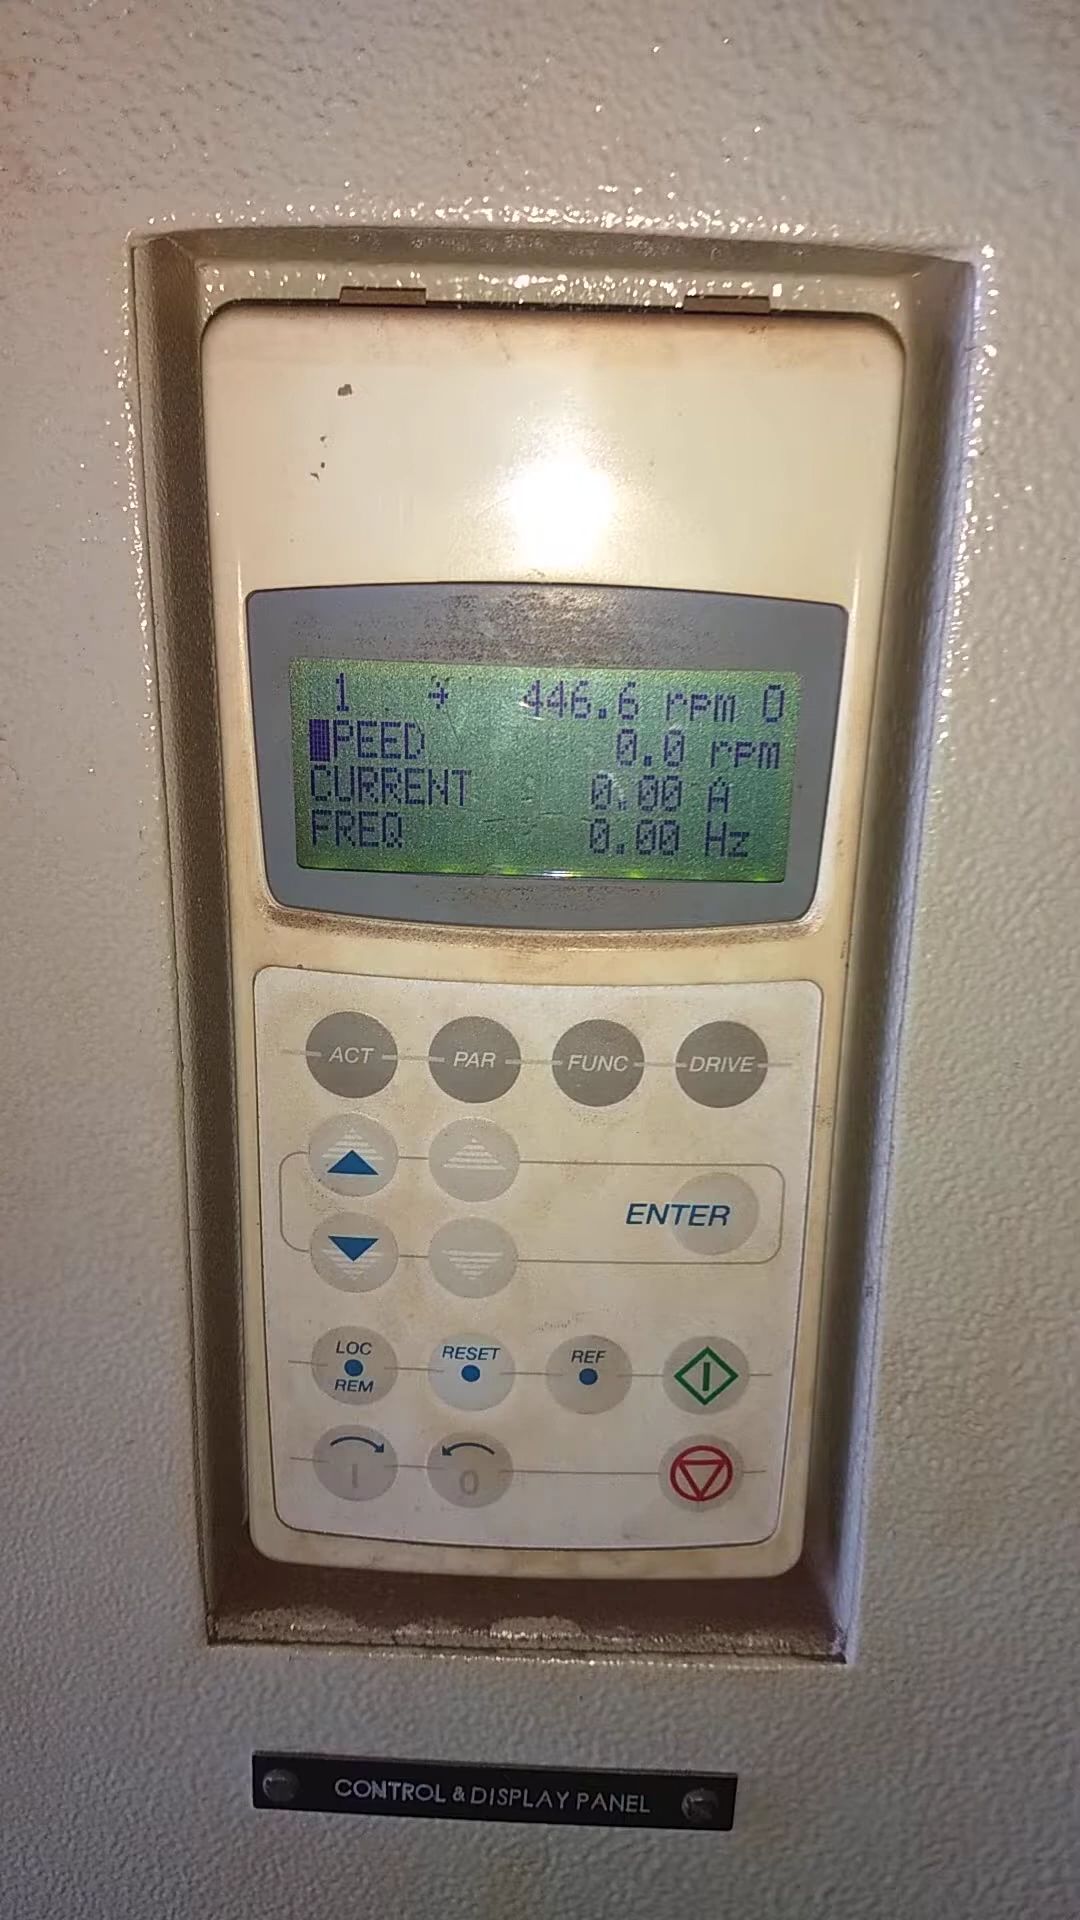 1 → 446.6 rpm 0
PEED 0.0 rpm
CURRENT 0.00 A
FREQ 0.00 Hz
ACT PAR FUNC DRIVE
ENTER
LOC
REM
RESET
REF
I
I
0
CONTROL & DISPLAY PANEL